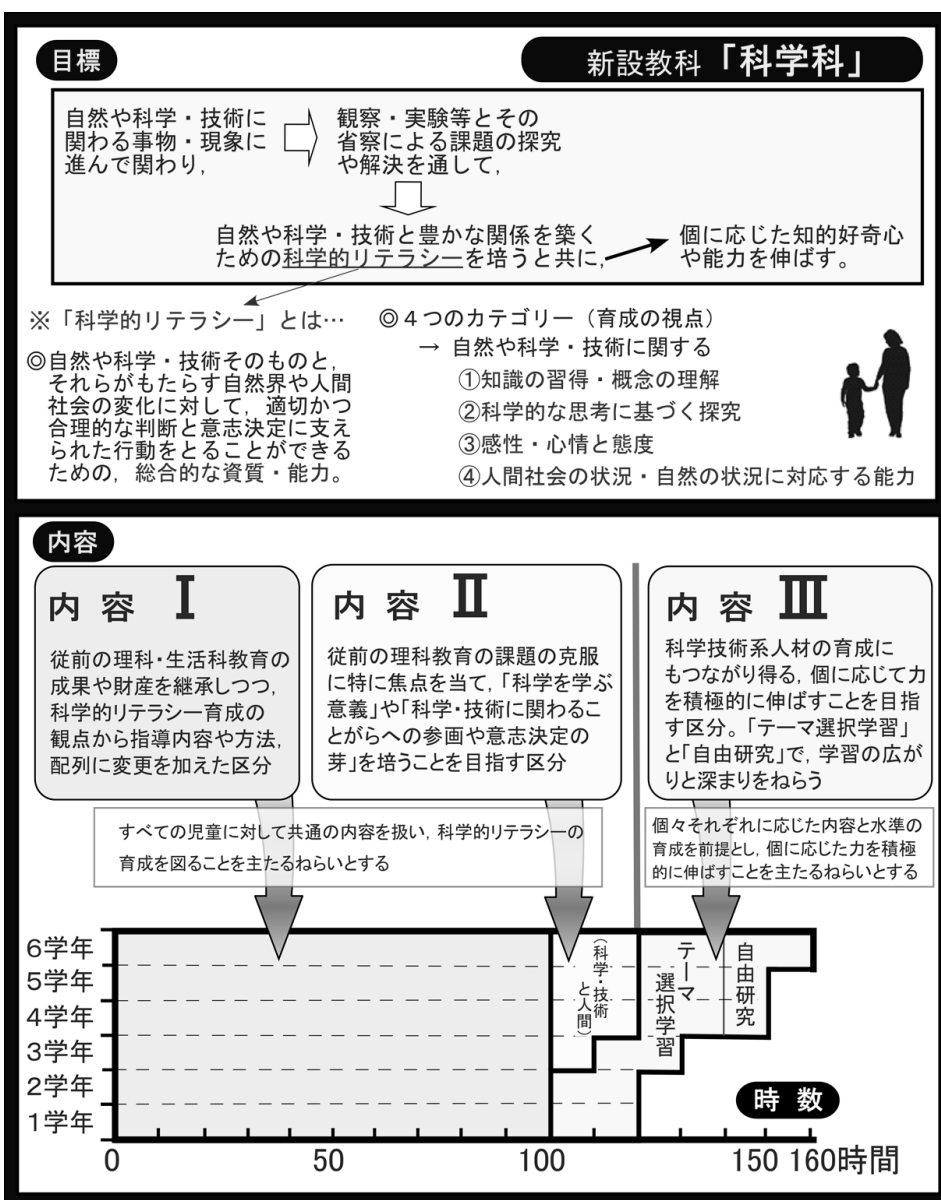 目標
新設教科「科学科」
自然や科学・技術に
関わる事物・現象に
進んで関わり,
観察・実験等とその
省察による課題の探究
や解決を通して,
自然や科学・技術と豊かな関係を築く
ための科学的リテラシーを培うと共に,
個に応じた知的好奇心
や能力を伸ばす。
※「科学的リテラシー」とは…
◎自然や科学・技術そのものと,
それらがもたらす自然界や人間
社会の変化に対して,適切かつ
合理的な判断と意志決定に支え
られた行動をとることができる
ための,総合的な資質・能力。
◎4つのカテゴリー（育成の視点）
→ 自然や科学・技術に関する
①知識の習得・概念の理解
②科学的な思考に基づく探究
③感性・心情と態度
④人間社会の状況・自然の状況に対応する能力
内容
内容 Ⅰ
従前の理科・生活科教育の
成果や財産を継承しつつ,
科学的リテラシー育成の
観点から指導内容や方法,
配列に変更を加えた区分
内容 Ⅱ
従前の理科教育の課題の克服
に特に焦点を当て,「科学を学ぶ
意義」や「科学・技術に関わるこ
とがらへの参画や意志決定の
芽」を培うことを目指す区分
内容 Ⅲ
科学技術系人材の育成に
もつながり得る,個に応じて力
を積極的に伸ばすことを目指
す区分。「テーマ選択学習」
と「自由研究」で,学習の広が
りと深まりをねらう
すべての児童に対して共通の内容を扱い,科学的リテラシーの
育成を図ることを主たるねらいとする
個々それぞれに応じた内容と水準の
育成を前提とし,個に応じた力を積極
的に伸ばすことを主たるねらいとする
6学年
5学年
4学年
3学年
2学年
1学年
（科学・技術
と人間）
テーマ
選択学習
自由研究
時数
0 50 100 150 160時間